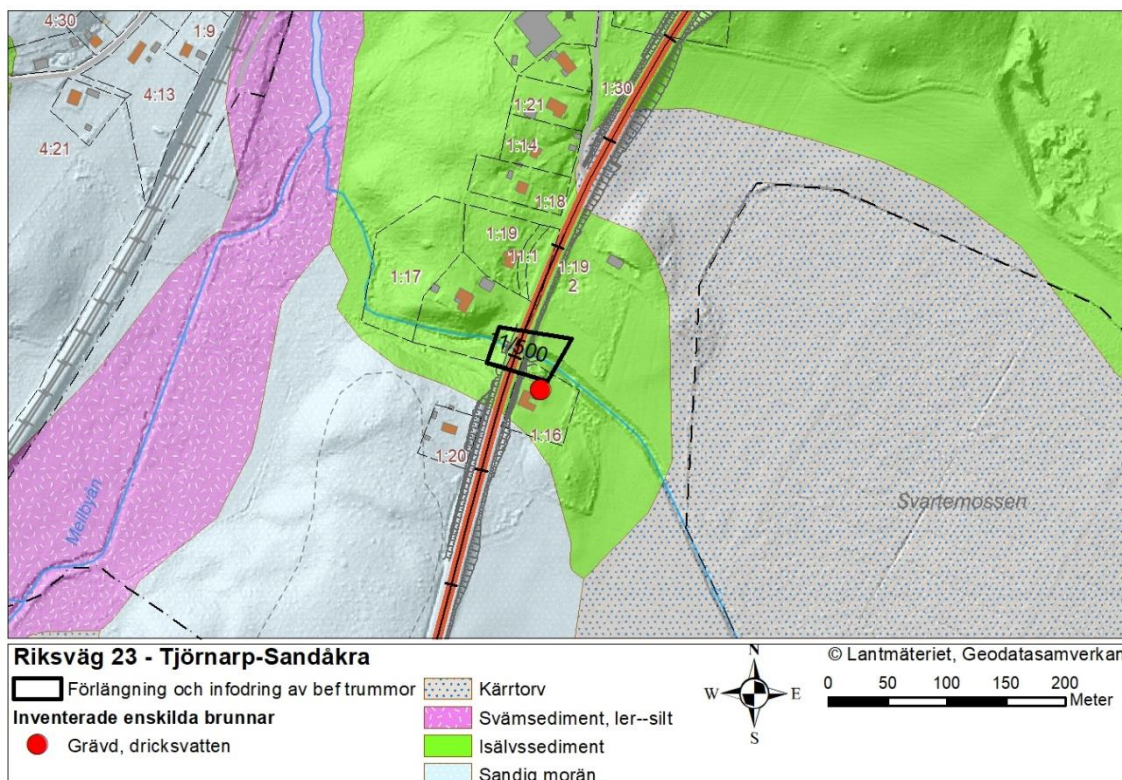 4:30
1:9
4:13
4:21
1:30
1:21
1:14
1:18
1:19
11:1
1:19
2
1:17
1/500
1:16
1:20
Mellbyån
Svartemossen
Riksväg 23 - Tjörnarp-Sandåkra
Förlängning och infodring av bef trummor
Inventerade enskilda brunnar
Grävd, dricksvatten
Kärrtorv
Svämsediment, ler--silt
Isälvssediment
Sandig morän
N
W E
S
© Lantmäteriet, Geodatasamverkan
0 50 100 150 200
Meter